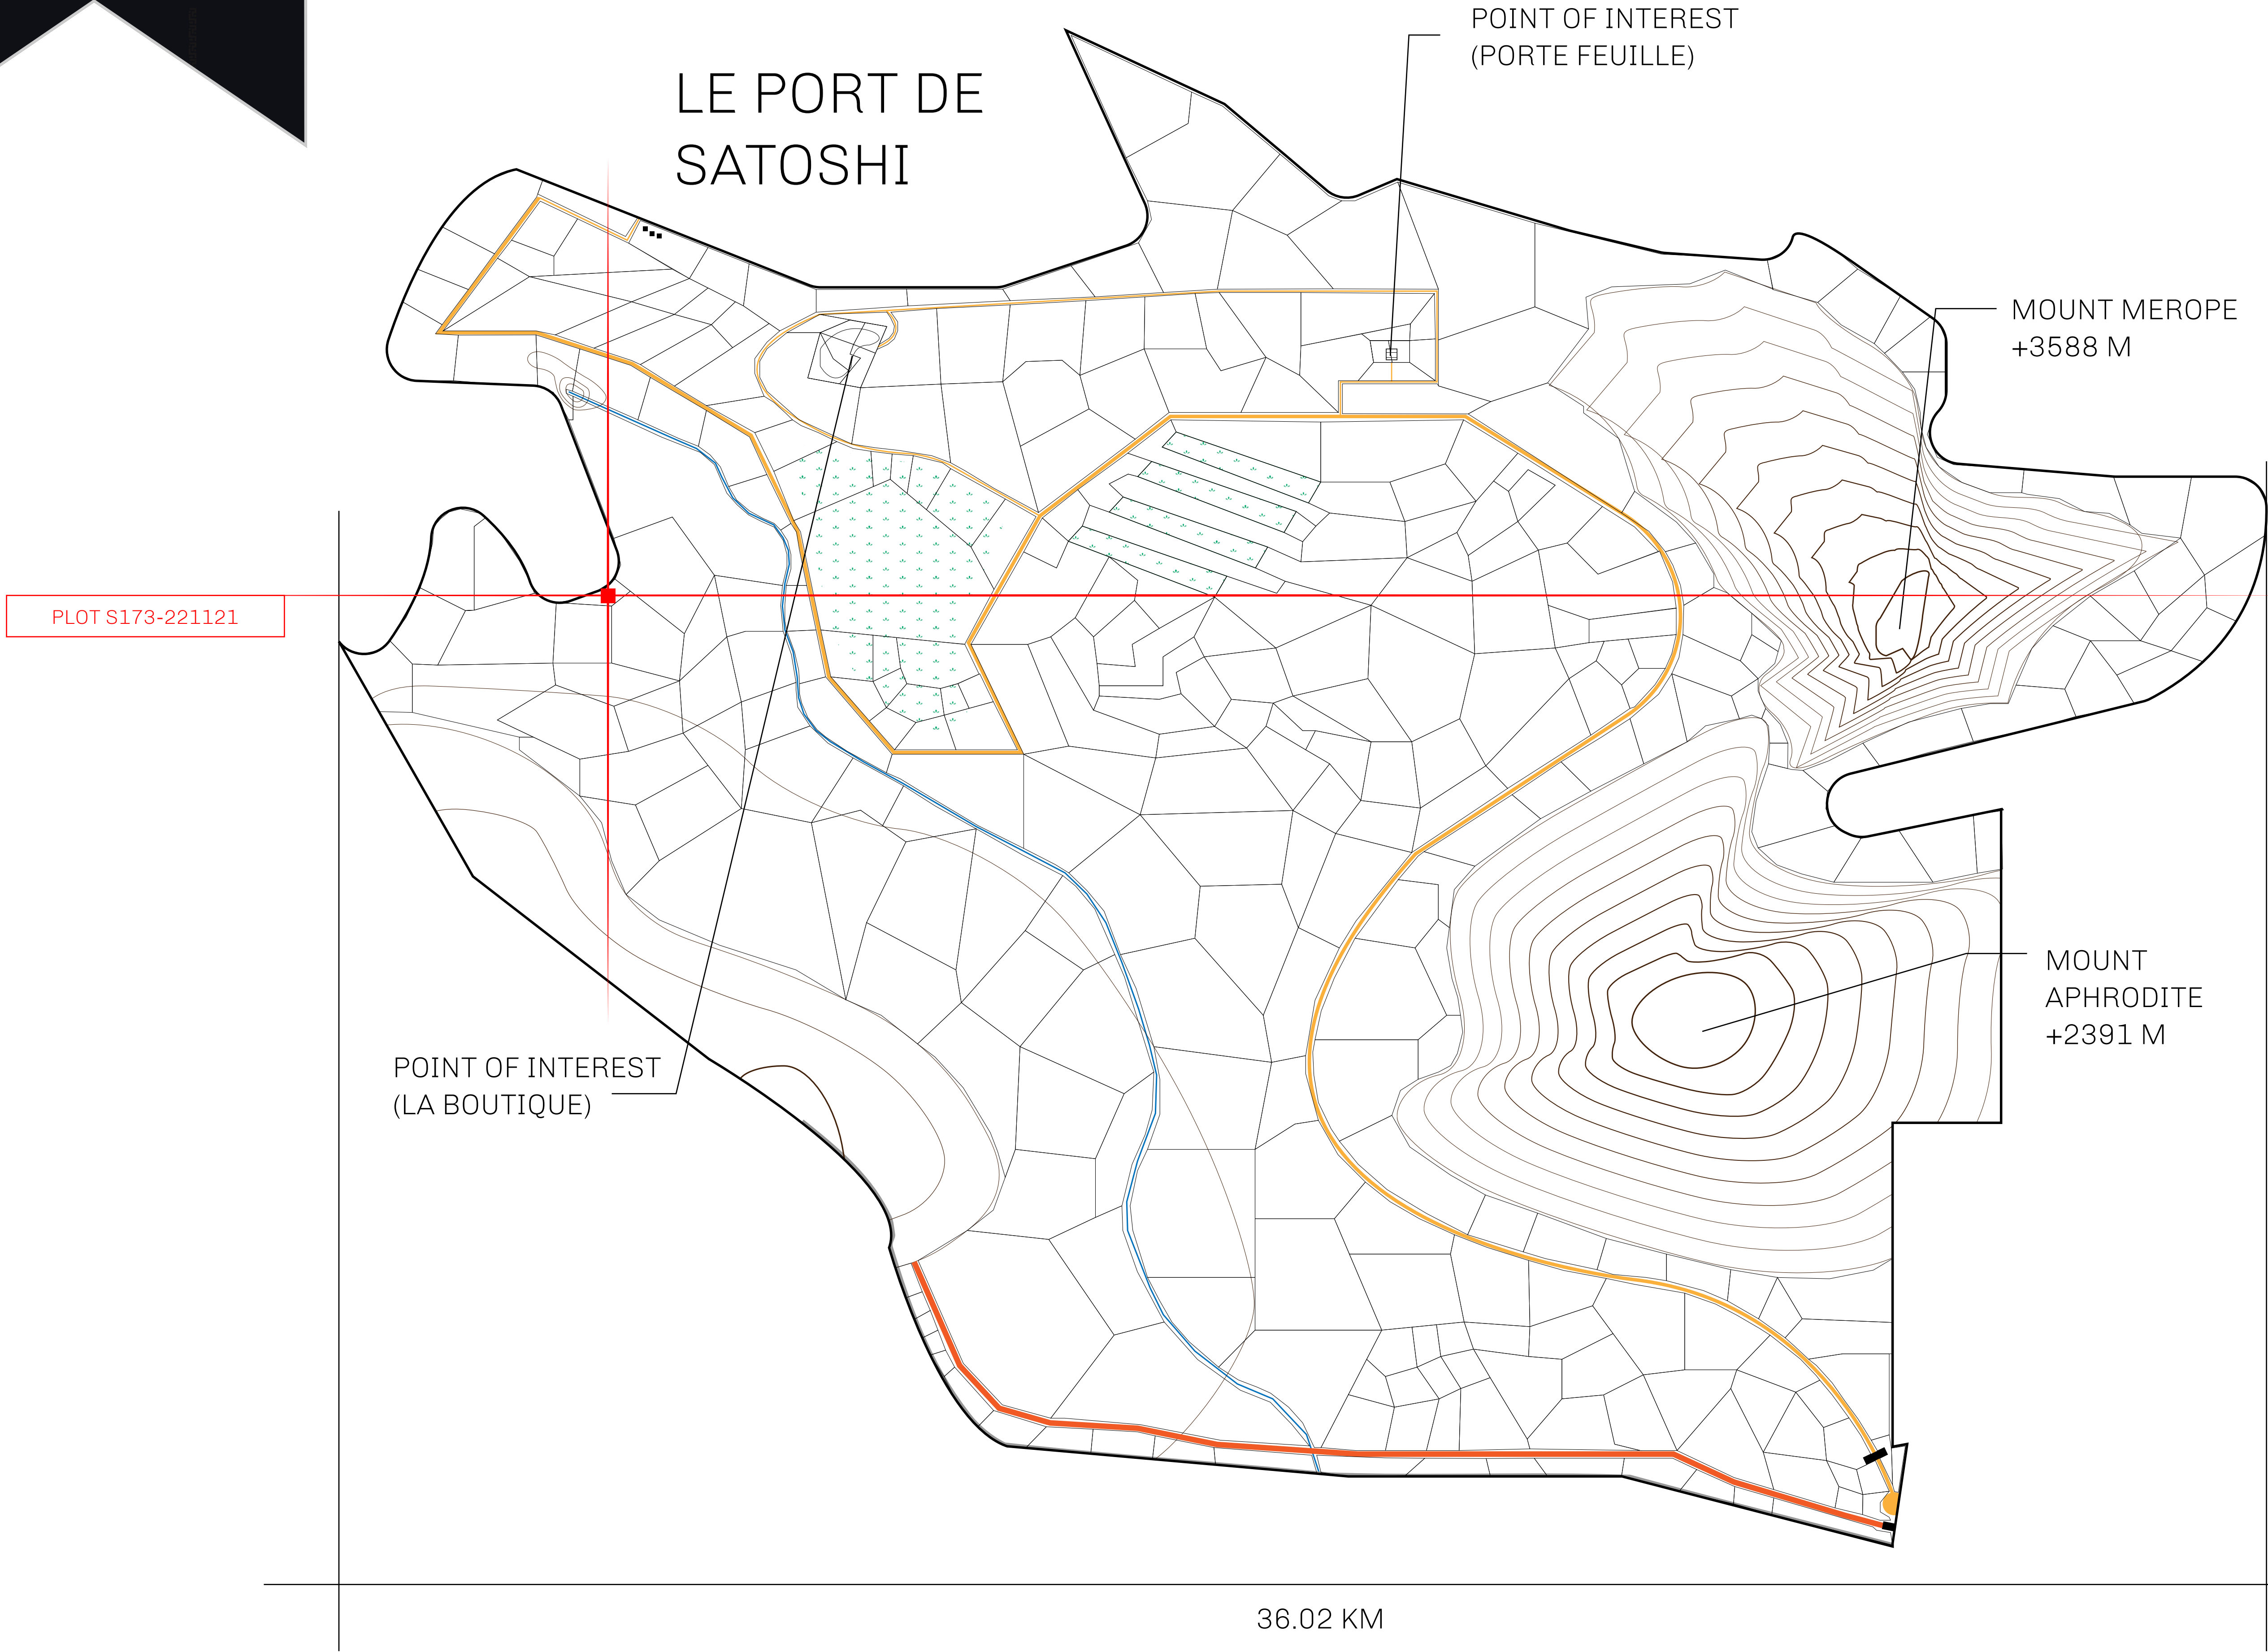 POINT OF INTEREST
(PORTE FEUILLE)
LE PORT DE
SATOSHI
MOUNT MEROPE
+3588 M
PLOT S173-221121
MOUNT
APHRODITE
+2391 M
POINT OF INTEREST
(LA BOUTIQUE)
36.02 KM